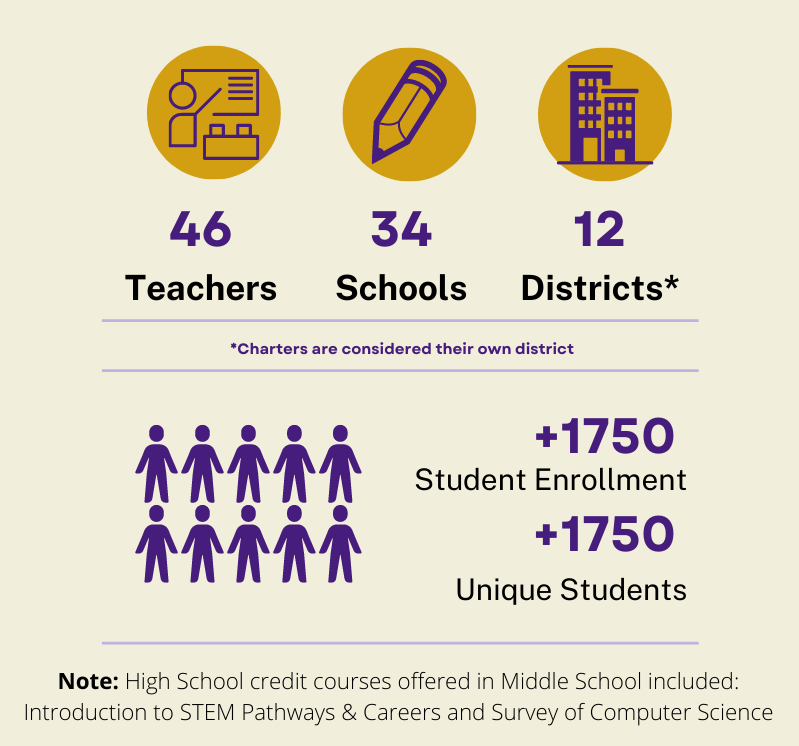 46
34
12
Teachers
Schools
Districts*
*Charters are considered their own district
+1750
Student Enrollment
+1750
Unique Students
Note: High School credit courses offered in Middle School included:
Introduction to STEM Pathways & Careers and Survey of Computer Science